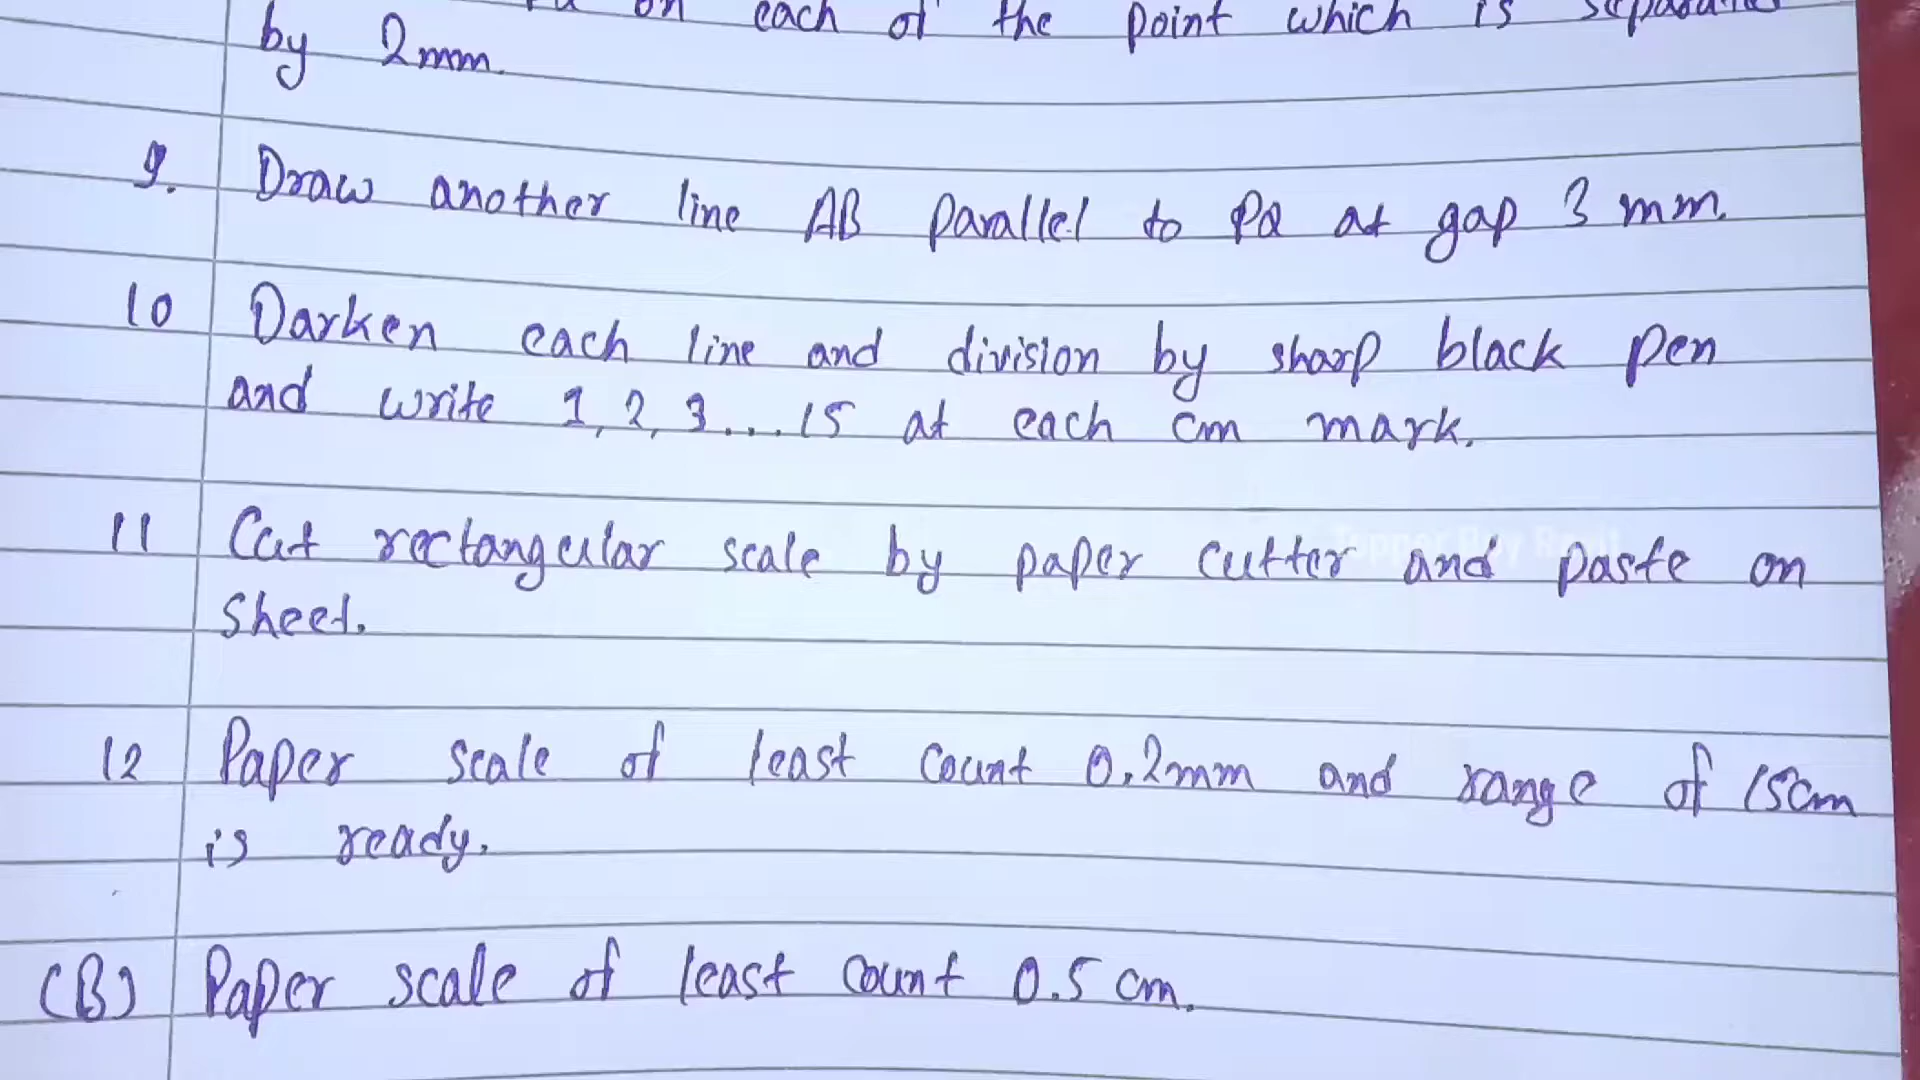 on each of the point which is
by 2mm.
9. Draw another line AB Parallel to PQ at gap 3 mm.
10 Darken each line and division by sharp black pen
and write 1, 2, 3....15 at each cm mark.
11 Cut rectangular scale by paper cutter and paste on
Sheet.
12 Paper scale of least count 0.2mm and range of 15cm
is ready.
(B) Paper scale of least count 0.5 cm.